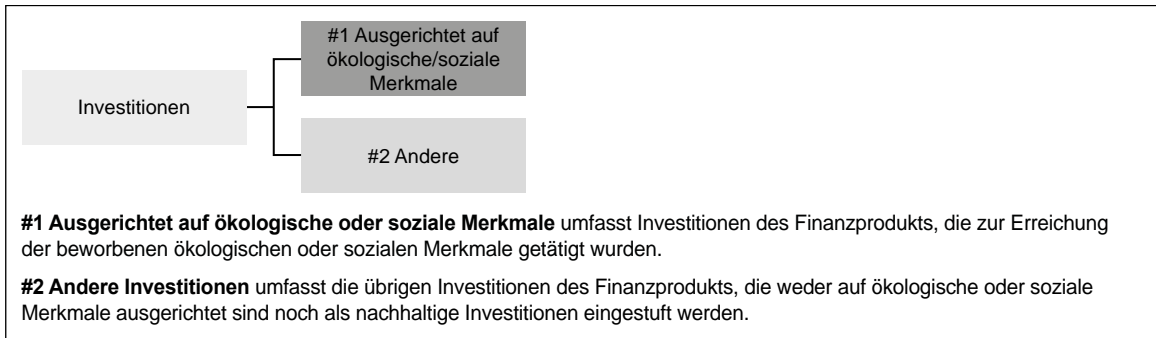 #1 Ausgerichtet auf
ökologische/soziale
Merkmale
Investitionen
#2 Andere
#1 Ausgerichtet auf ökologische oder soziale Merkmale umfasst Investitionen des Finanzprodukts, die zur Erreichung
der beworbenen ökologischen oder sozialen Merkmale getätigt wurden.
#2 Andere Investitionen umfasst die übrigen Investitionen des Finanzprodukts, die weder auf ökologische oder soziale
Merkmale ausgerichtet sind noch als nachhaltige Investitionen eingestuft werden.